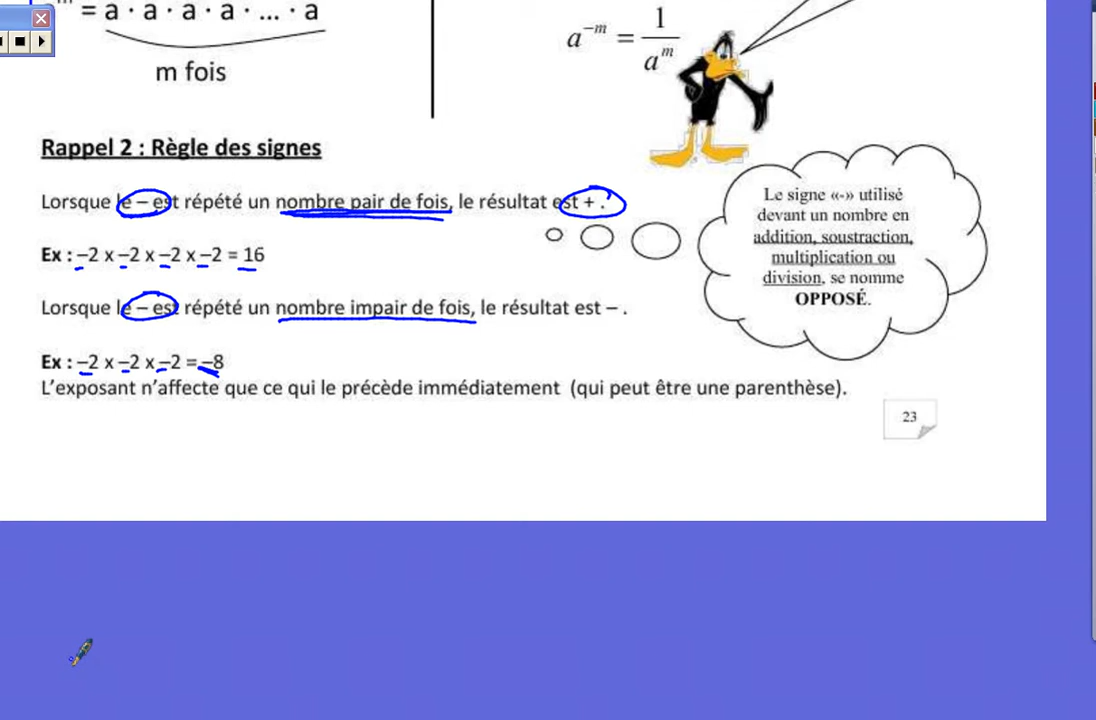 = a · a · a · a · ... · a
m fois
a⁻ᵐ = 1/aᵐ
Rappel 2 : Règle des signes
Lorsque le – est répété un nombre pair de fois, le résultat est + .
Ex : –2 x –2 x –2 x –2 = 16
Lorsque le – est répété un nombre impair de fois, le résultat est – .
Ex : –2 x –2 x –2 = –8
L'exposant n'affecte que ce qui le précède immédiatement (qui peut être une parenthèse).
Le signe «-» utilisé
devant un nombre en
addition, soustraction,
multiplication ou
division, se nomme
OPPOSÉ.
23